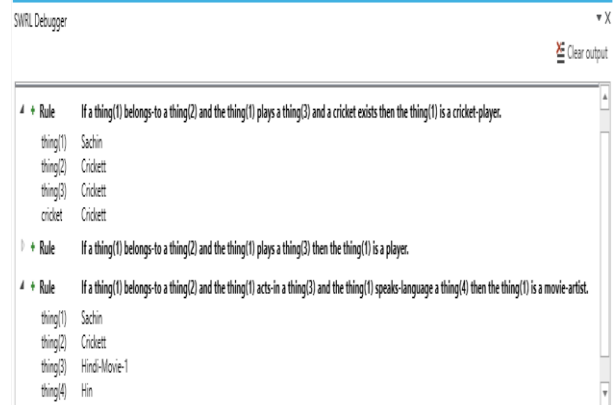 SWRL Debugger
Clear output
Rule If a thing(1) belongs-to a thing(2) and the thing(1) plays a thing(3) and a cricket exists then the thing(1) is a cricket-player.
thing(1) Sachin
thing(2) Crickett
thing(3) Crickett
cricket Crickett
Rule If a thing(1) belongs-to a thing(2) and the thing(1) plays a thing(3) then the thing(1) is a player.
Rule If a thing(1) belongs-to a thing(2) and the thing(1) acts-in a thing(3) and the thing(1) speaks-language a thing(4) then the thing(1) is a movie-artist.
thing(1) Sachin
thing(2) Crickett
thing(3) Hindi-Movie-1
thing(4) Hin